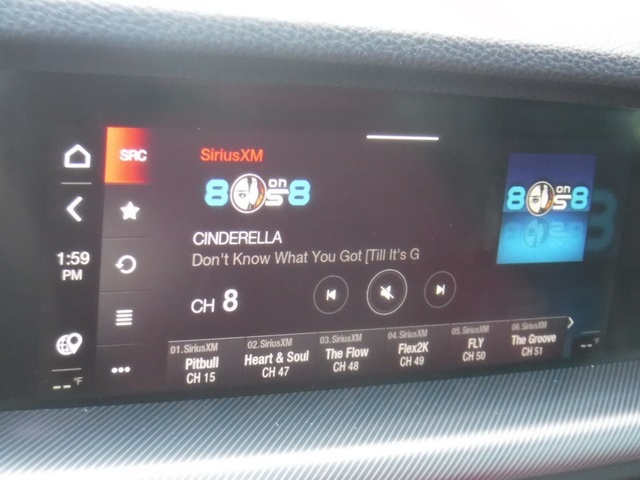 SRC
SiriusXM
8 on 8
8 on 8
CINDERELLA
Don't Know What You Got [Till It's G
1:59
PM
CH 8
01.SiriusXM
Pitbull
CH 15
02.SiriusXM
Heart & Soul
CH 47
03.SiriusXM
The Flow
CH 48
04.SiriusXM
Flex2K
CH 49
05.SiriusXM
FLY
CH 50
06.SiriusXM
The Groove
CH 51
-- °F
-- °F